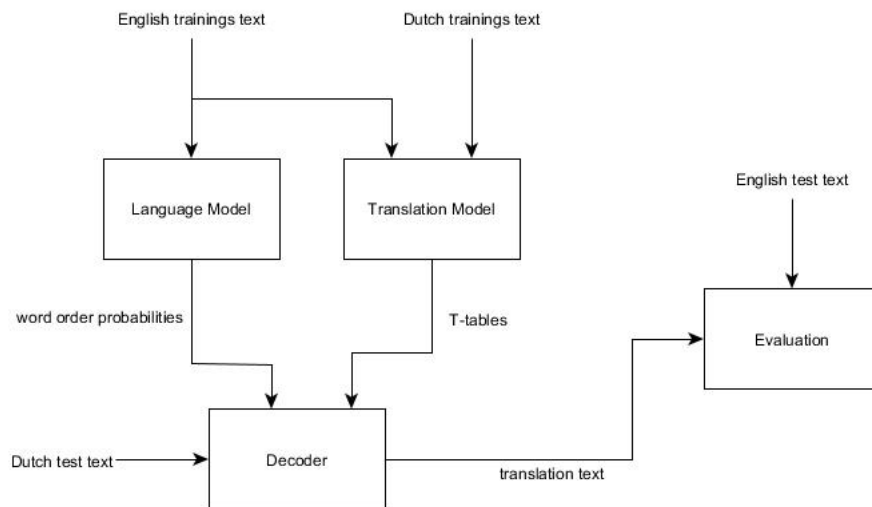 English trainings text
Dutch trainings text
Language Model
Translation Model
English test text
word order probabilities
T-tables
Evaluation
Dutch test text
Decoder
translation text